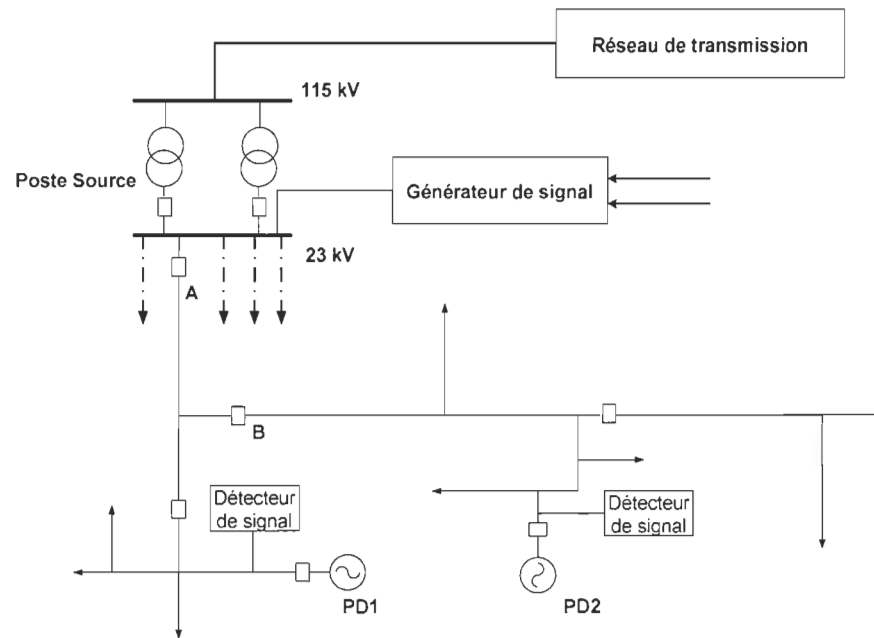 Réseau de transmission
115 kV
Poste Source
Générateur de signal
23 kV
A
B
Détecteur
de signal
Détecteur
de signal
PD1
PD2